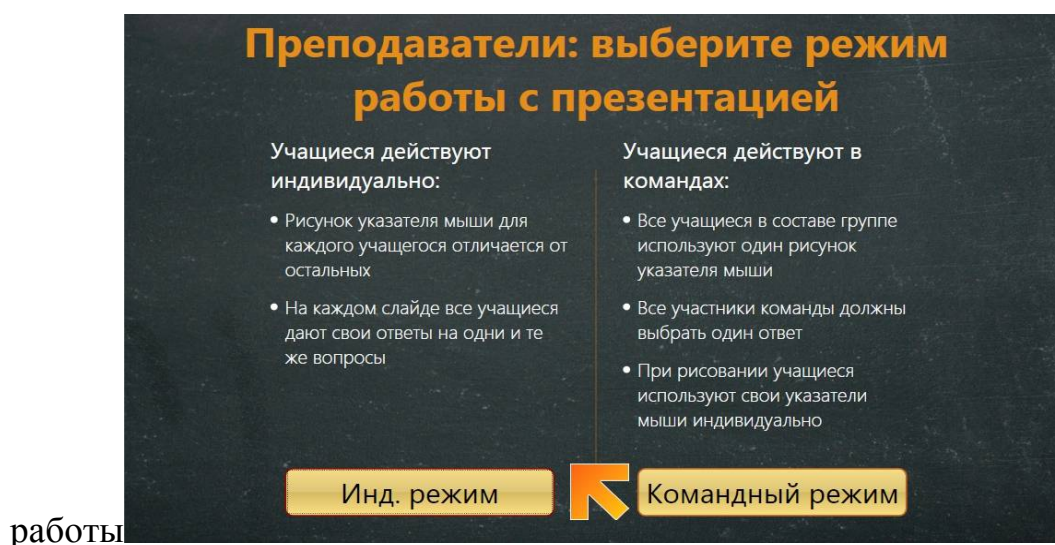 Преподаватели: выберите режим
работы с презентацией
Учащиеся действуют
индивидуально:
• Рисунок указателя мыши для
каждого учащегося отличается от
остальных
• На каждом слайде все учащиеся
дают свои ответы на одни и те
же вопросы
Учащиеся действуют в
командах:
• Все учащиеся в составе группе
используют один рисунок
указателя мыши
• Все участники команды должны
выбрать один ответ
• При рисовании учащиеся
используют свои указатели
мыши индивидуально
Инд. режим
Командный режим
работы